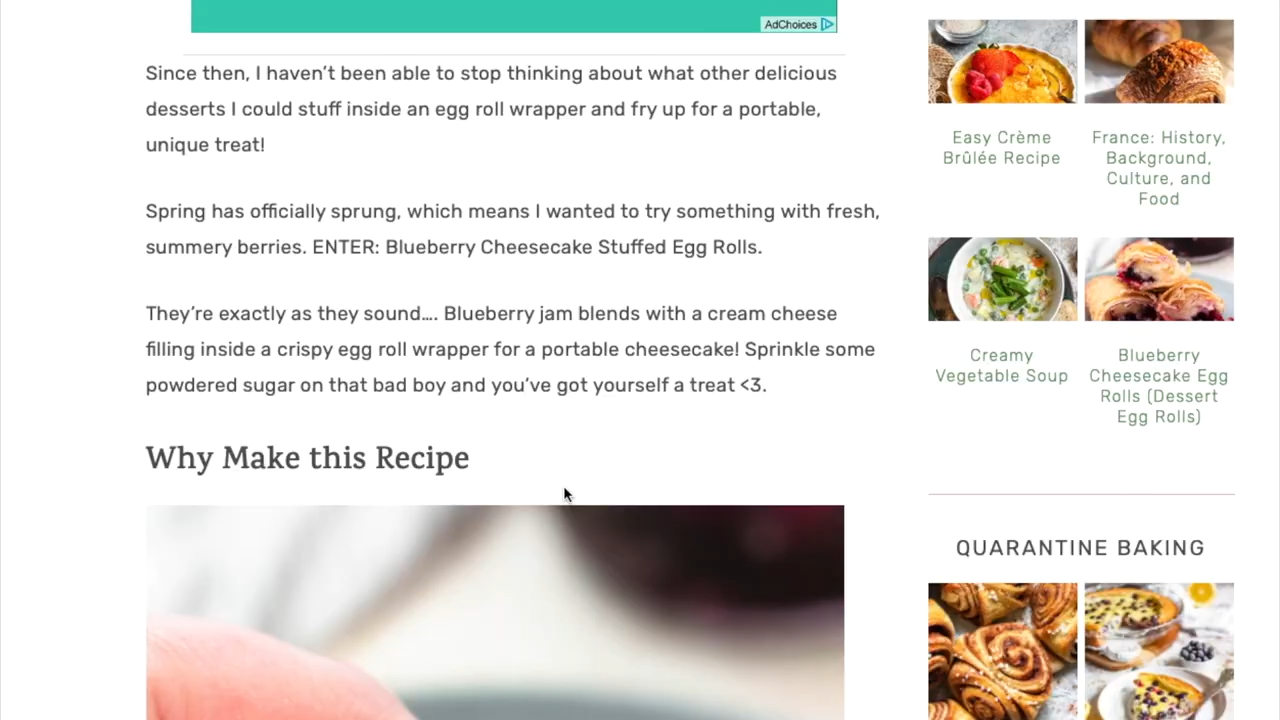 AdChoices
Since then, I haven't been able to stop thinking about what other delicious
desserts I could stuff inside an egg roll wrapper and fry up for a portable,
unique treat!
Spring has officially sprung, which means I wanted to try something with fresh,
summery berries. ENTER: Blueberry Cheesecake Stuffed Egg Rolls.
They're exactly as they sound…. Blueberry jam blends with a cream cheese
filling inside a crispy egg roll wrapper for a portable cheesecake! Sprinkle some
powdered sugar on that bad boy and you've got yourself a treat <3.
Why Make this Recipe
Easy Crème
Brûlée Recipe
France: History,
Background,
Culture, and
Food
Creamy
Vegetable Soup
Blueberry
Cheesecake Egg
Rolls (Dessert
Egg Rolls)
QUARANTINE BAKING